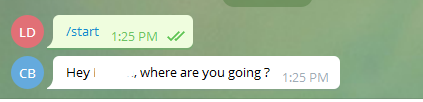 LD
/start 1:25 PM
CB
Hey , where are you going ? 1:25 PM